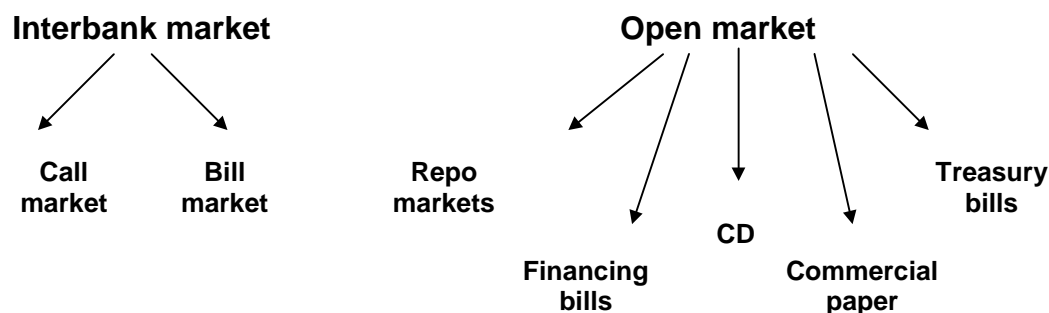 Interbank market
Open market
Call
market
Bill
market
Repo
markets
Financing
bills
CD
Commercial
paper
Treasury
bills